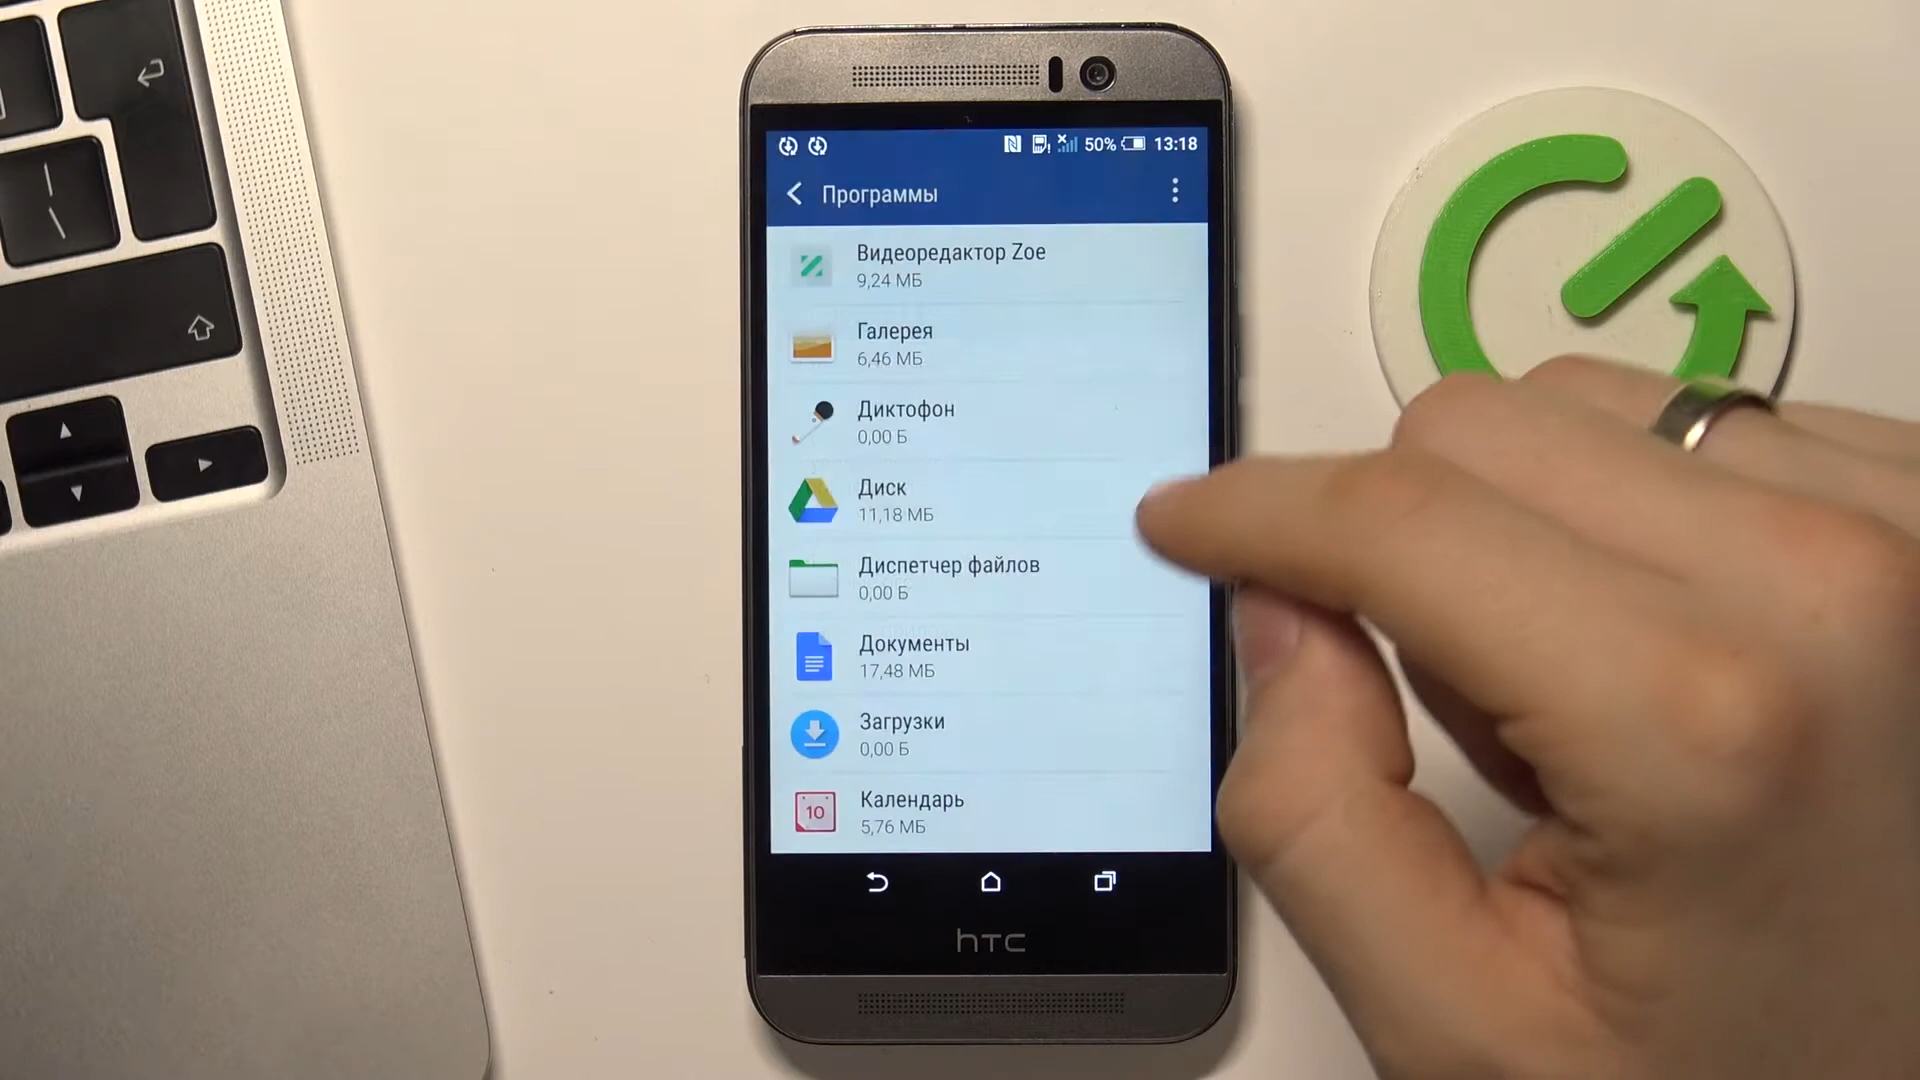 50% 13:18
Программы
Видеоредактор Zoe
9,24 МБ
Галерея
6,46 МБ
Диктофон
0,00 Б
Диск
11,18 МБ
Диспетчер файлов
0,00 Б
Документы
17,48 МБ
Загрузки
0,00 Б
10
Календарь
5,76 МБ
hTC